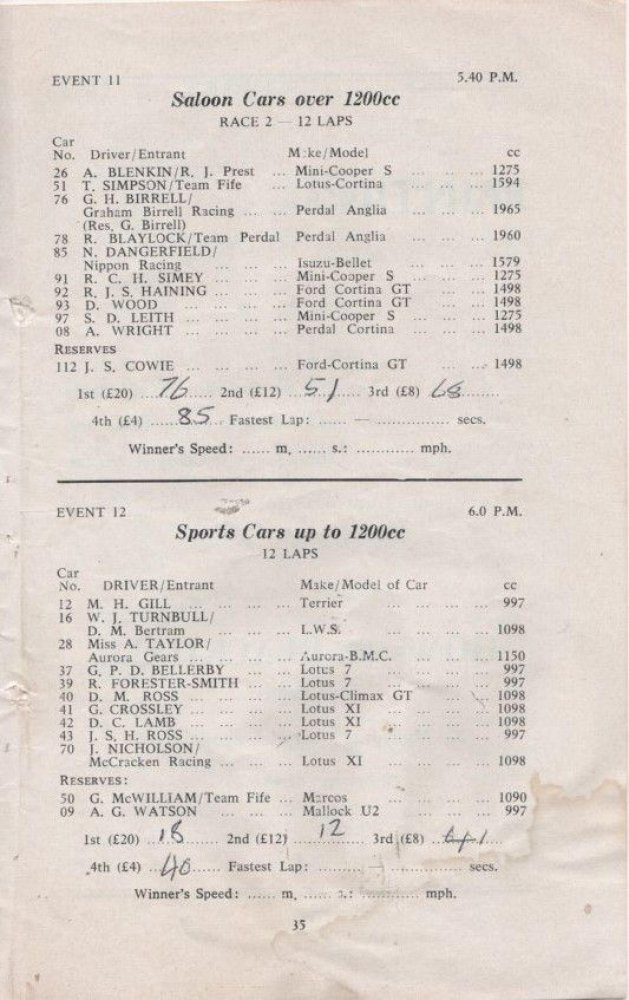 EVENT 11 5.40 P.M.
Saloon Cars over 1200cc
RACE 2 — 12 LAPS
Car
No. Driver/Entrant M:ke/Model cc
26 A. BLENKIN/R. J. Prest ... Mini-Cooper S ... ... ... 1275
51 T. SIMPSON/Team Fife ... Lotus-Cortina ... ... ... 1594
76 G. H. BIRRELL/
Graham Birrell Racing ... ... Perdal Anglia ... ... ... 1965
(Res. G. Birrell)
78 R. BLAYLOCK/Team Perdal Perdal Anglia ... ... ... 1960
85 N. DANGERFIELD/
Nippon Racing ... ... ... Isuzu-Bellet ... ... ... 1579
91 R. C. H. SIMEY ... ... ... Mini-Cooper S ... ... ... 1275
92 R. J. S. HAINING ... ... ... Ford Cortina GT ... ... 1498
93 D. WOOD ... ... ... ... Ford Cortina GT ... ... 1498
97 S. D. LEITH ... ... ... ... Mini-Cooper S ... ... ... 1275
08 A. WRIGHT ... ... ... ... Perdal Cortina ... ... ... 1498
RESERVES
112 J. S. COWIE ... ... ... ... Ford-Cortina GT ... ... 1498
1st (£20) ... 76 ..... 2nd (£12) ... 51 .... 3rd (£8) 68 ........
4th (£4) ...... 85 ... Fastest Lap: ...... — ................ secs.
Winner's Speed: ...... m, ...... s.: ............ mph.
EVENT 12 6.0 P.M.
Sports Cars up to 1200cc
12 LAPS
Car
No. DRIVER/Entrant Make/Model of Car cc
12 M. H. GILL ... ... ... ... Terrier ... ... ... 997
16 W. J. TURNBULL/
D. M. Bertram ... ... ... L.W.S. ... ... ... 1098
28 Miss A. TAYLOR/
Aurora Gears ... ... ... ... Aurora-B.M.C. ... ... ... 1150
37 G. P. D. BELLERBY ... ... Lotus 7 ... ... ... 997
39 R. FORESTER-SMITH ... ... Lotus 7 ... ... ... 997
40 D. M. ROSS ... ... ... ... Lotus-Climax GT ... 1098
41 G. CROSSLEY ... ... ... ... Lotus XI ... ... ... 1098
42 D. C. LAMB ... ... ... ... Lotus XI ... ... ... 1098
43 J. S. H. ROSS ... ... ... ... Lotus 7 ... ... ... 997
70 J. NICHOLSON/
McCracken Racing ... ... ... Lotus XI ... ... ... 1098
RESERVES:
50 G. McWILLIAM/Team Fife ... Marcos ... ... ... 1090
09 A. G. WATSON ... ... ... Mallock U2 ... ... 997
1st (£20) .. 18 ....... 2nd (£12) ... 12 ... 3rd (£8) ... 41 ...
4th (£4) ... 40 ...... Fastest Lap: ......... — ............ secs.
Winner's Speed: ...... m, ...... s.: ............ mph.
35